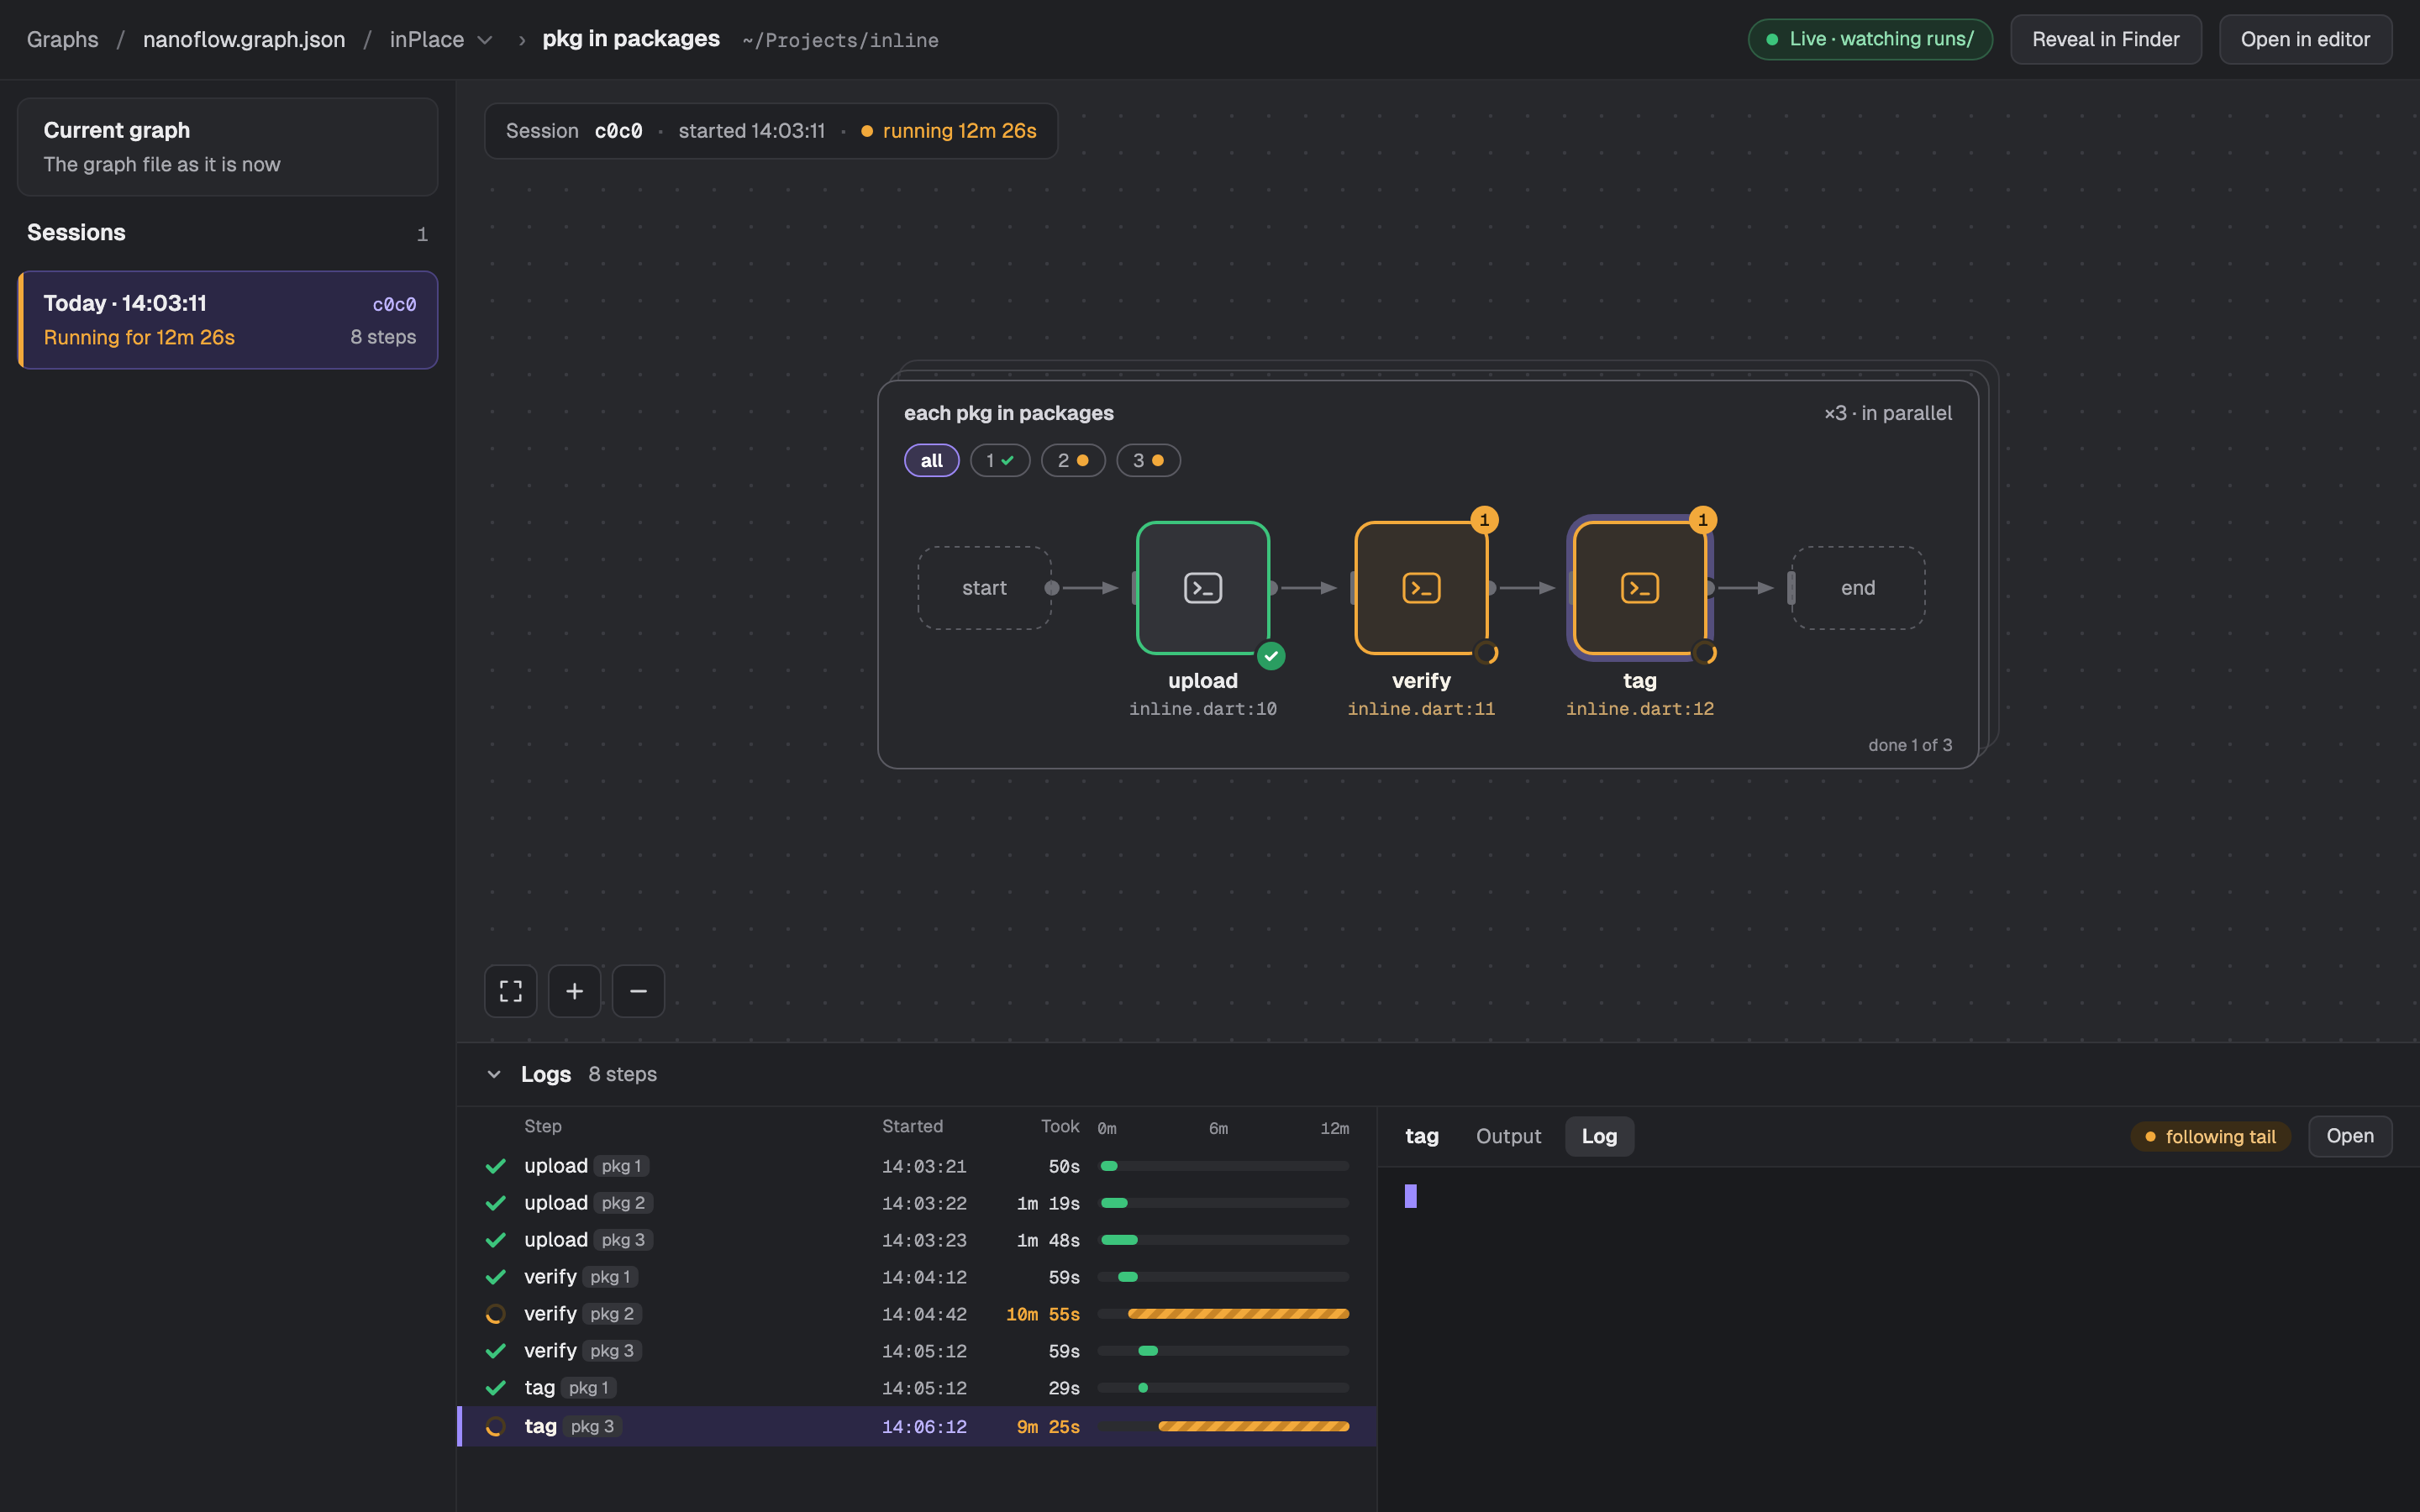 Graphs / nanoflow.graph.json / inPlace › pkg in packages ~/Projects/inline
Live · watching runs/
Reveal in Finder
Open in editor
Current graph
The graph file as it is now
Sessions 1
Today · 14:03:11 c0c0
Running for 12m 26s 8 steps
Session c0c0 · started 14:03:11 · running 12m 26s
each pkg in packages ×3 · in parallel
all 1 2 3
1 1
start end
upload verify tag
inline.dart:10 inline.dart:11 inline.dart:12
done 1 of 3
Logs 8 steps
Step Started Took 0m 6m 12m
upload pkg 1 14:03:21 50s
upload pkg 2 14:03:22 1m 19s
upload pkg 3 14:03:23 1m 48s
verify pkg 1 14:04:12 59s
verify pkg 2 14:04:42 10m 55s
verify pkg 3 14:05:12 59s
tag pkg 1 14:05:12 29s
tag pkg 3 14:06:12 9m 25s
tag Output Log following tail Open